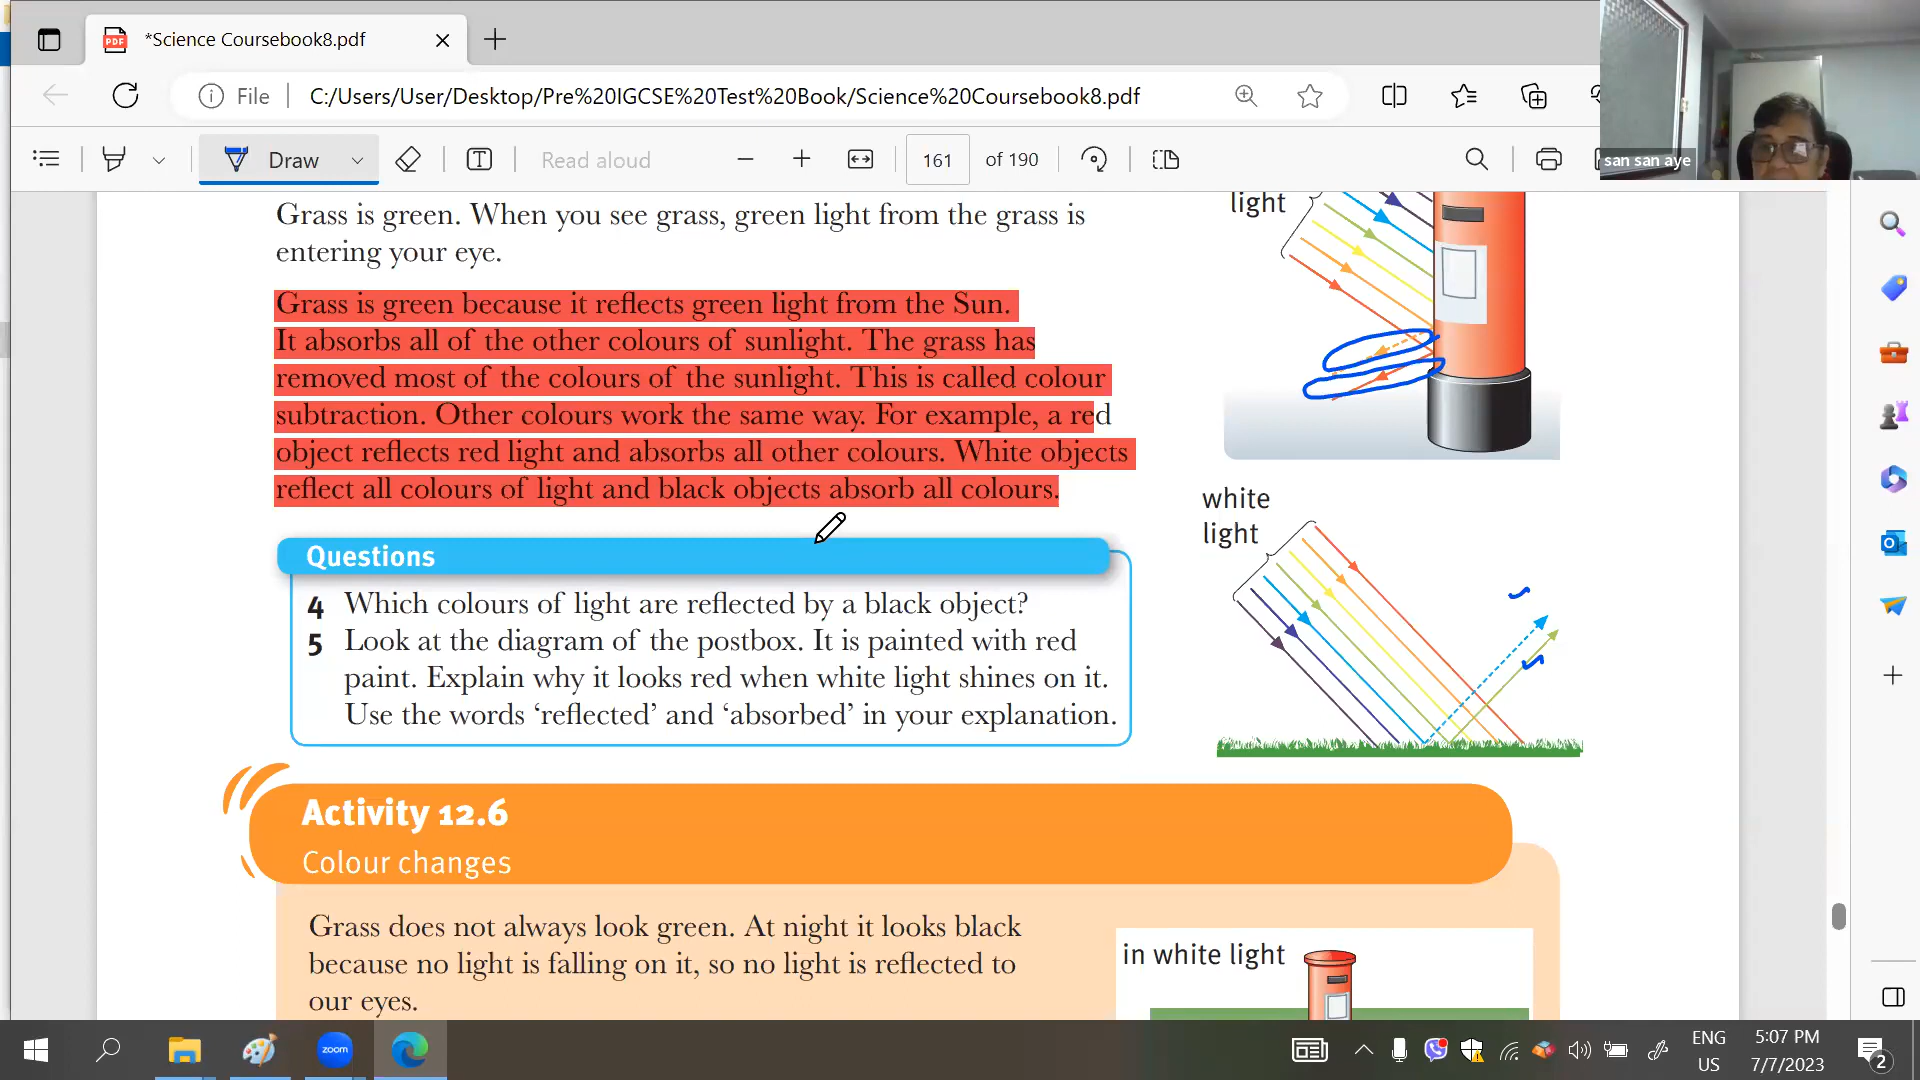 *Science Coursebook8.pdf
File
C:/Users/User/Desktop/Pre%20IGCSE%20Test%20Book/Science%20Coursebook8.pdf
Draw
Read aloud
161
of 190
san san aye
Grass is green. When you see grass, green light from the grass is
entering your eye.
Grass is green because it reflects green light from the Sun.
It absorbs all of the other colours of sunlight. The grass has
removed most of the colours of the sunlight. This is called colour
subtraction. Other colours work the same way. For example, a red
object reflects red light and absorbs all other colours. White objects
reflect all colours of light and black objects absorb all colours.
light
white
light
Questions
4 Which colours of light are reflected by a black object?
5 Look at the diagram of the postbox. It is painted with red
paint. Explain why it looks red when white light shines on it.
Use the words ‘reflected’ and ‘absorbed’ in your explanation.
Activity 12.6
Colour changes
Grass does not always look green. At night it looks black
because no light is falling on it, so no light is reflected to
our eyes.
in white light
zoom
ENG
US
5:07 PM
7/7/2023
2